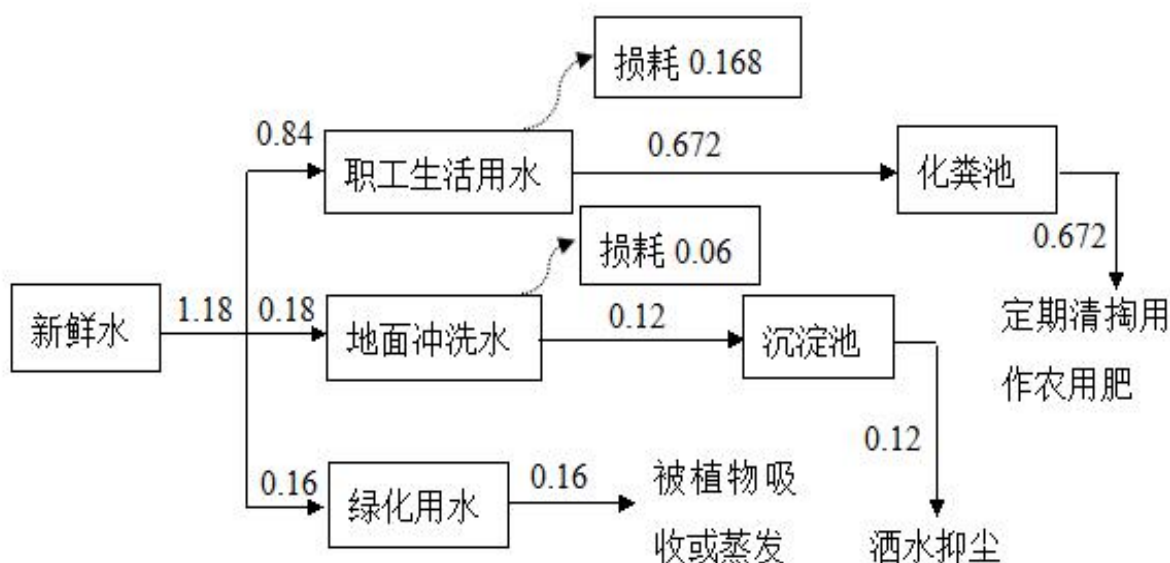 损耗 0.168
0.84
职工生活用水
0.672
化粪池
0.672
定期清掏用
作农用肥
损耗 0.06
新鲜水
1.18
0.18
地面冲洗水
0.12
沉淀池
0.12
洒水抑尘
0.16
绿化用水
0.16
被植物吸
收或蒸发